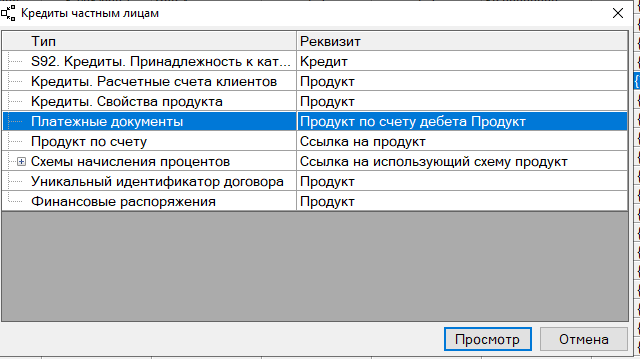 Кредиты частным лицам
Тип Реквизит
S92. Кредиты. Принадлежность к кат... Кредит
Кредиты. Расчетные счета клиентов Продукт
Кредиты. Свойства продукта Продукт
Платежные документы Продукт по счету дебета Продукт
Продукт по счету Ссылка на продукт
Схемы начисления процентов Ссылка на использующий схему продукт
Уникальный идентификатор договора Продукт
Финансовые распоряжения Продукт
Просмотр Отмена